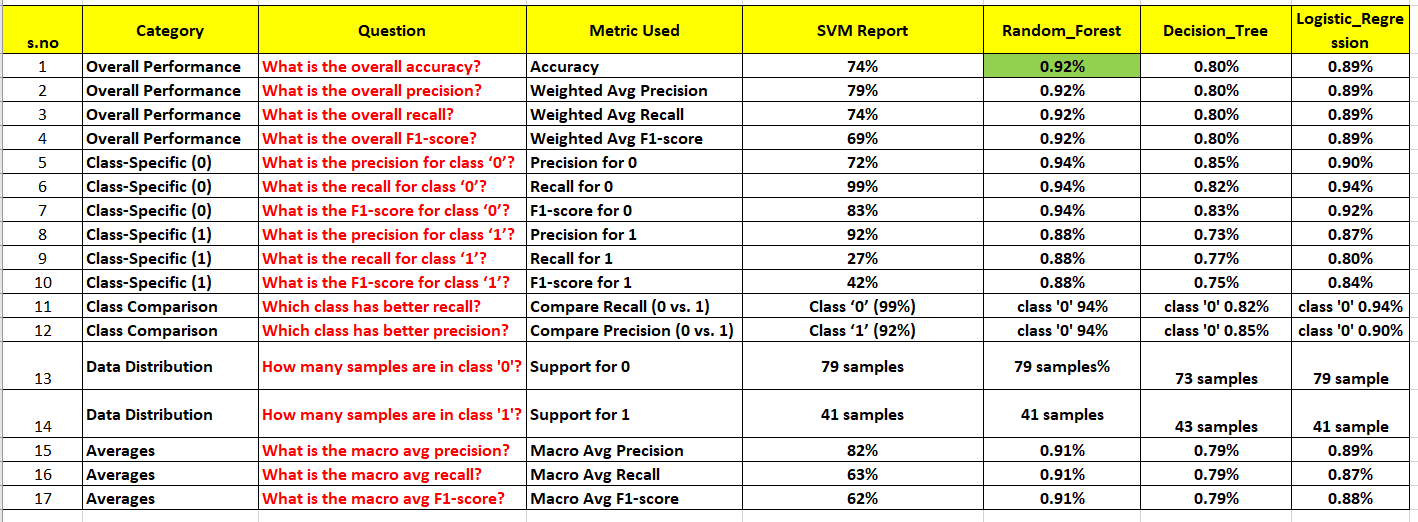 s.no Category Question Metric Used SVM Report Random_Forest Decision_Tree Logistic_Regre
ssion
1 Overall Performance What is the overall accuracy? Accuracy 74% 0.92% 0.80% 0.89%
2 Overall Performance What is the overall precision? Weighted Avg Precision 79% 0.92% 0.80% 0.89%
3 Overall Performance What is the overall recall? Weighted Avg Recall 74% 0.92% 0.80% 0.89%
4 Overall Performance What is the overall F1-score? Weighted Avg F1-score 69% 0.92% 0.80% 0.89%
5 Class-Specific (0) What is the precision for class ‘0’? Precision for 0 72% 0.94% 0.85% 0.90%
6 Class-Specific (0) What is the recall for class ‘0’? Recall for 0 99% 0.94% 0.82% 0.94%
7 Class-Specific (0) What is the F1-score for class ‘0’? F1-score for 0 83% 0.94% 0.83% 0.92%
8 Class-Specific (1) What is the precision for class ‘1’? Precision for 1 92% 0.88% 0.73% 0.87%
9 Class-Specific (1) What is the recall for class ‘1’? Recall for 1 27% 0.88% 0.77% 0.80%
10 Class-Specific (1) What is the F1-score for class ‘1’? F1-score for 1 42% 0.88% 0.75% 0.84%
11 Class Comparison Which class has better recall? Compare Recall (0 vs. 1) Class ‘0’ (99%) class '0' 94% class '0' 0.82% class '0' 0.94%
12 Class Comparison Which class has better precision? Compare Precision (0 vs. 1) Class ‘1’ (92%) class '0' 94% class '0' 0.85% class '0' 0.90%
13 Data Distribution How many samples are in class '0'? Support for 0 79 samples 79 samples% 73 samples 79 sample
14 Data Distribution How many samples are in class '1'? Support for 1 41 samples 41 samples 43 samples 41 sample
15 Averages What is the macro avg precision? Macro Avg Precision 82% 0.91% 0.79% 0.89%
16 Averages What is the macro avg recall? Macro Avg Recall 63% 0.91% 0.79% 0.87%
17 Averages What is the macro avg F1-score? Macro Avg F1-score 62% 0.91% 0.79% 0.88%